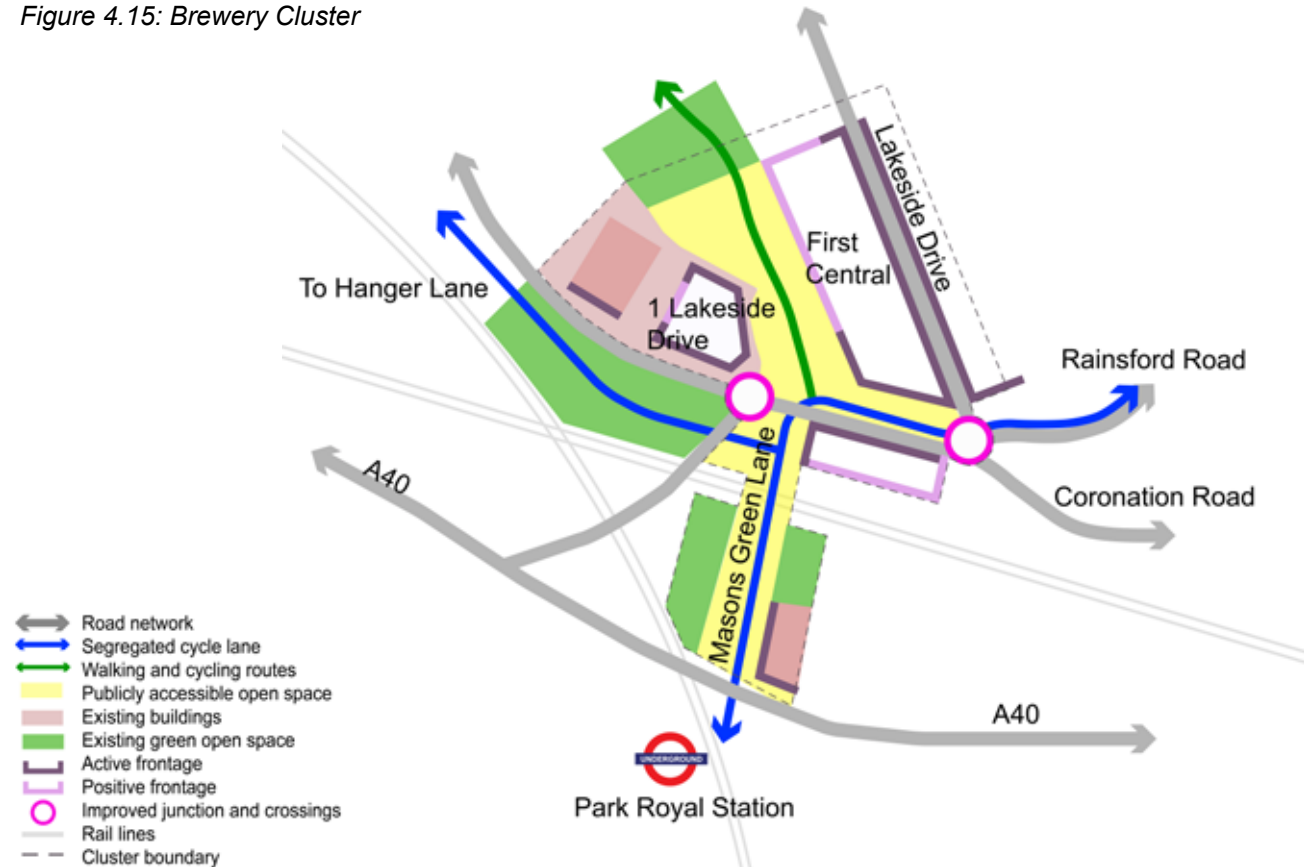 Figure 4.15: Brewery Cluster
Lakeside Drive
First
Central
To Hanger Lane
1 Lakeside
Drive
Rainsford Road
A40
Masons Green Lane
Coronation Road
A40
UNDERGROUND
Park Royal Station
Road network
Segregated cycle lane
Walking and cycling routes
Publicly accessible open space
Existing buildings
Existing green open space
Active frontage
Positive frontage
Improved junction and crossings
Rail lines
Cluster boundary